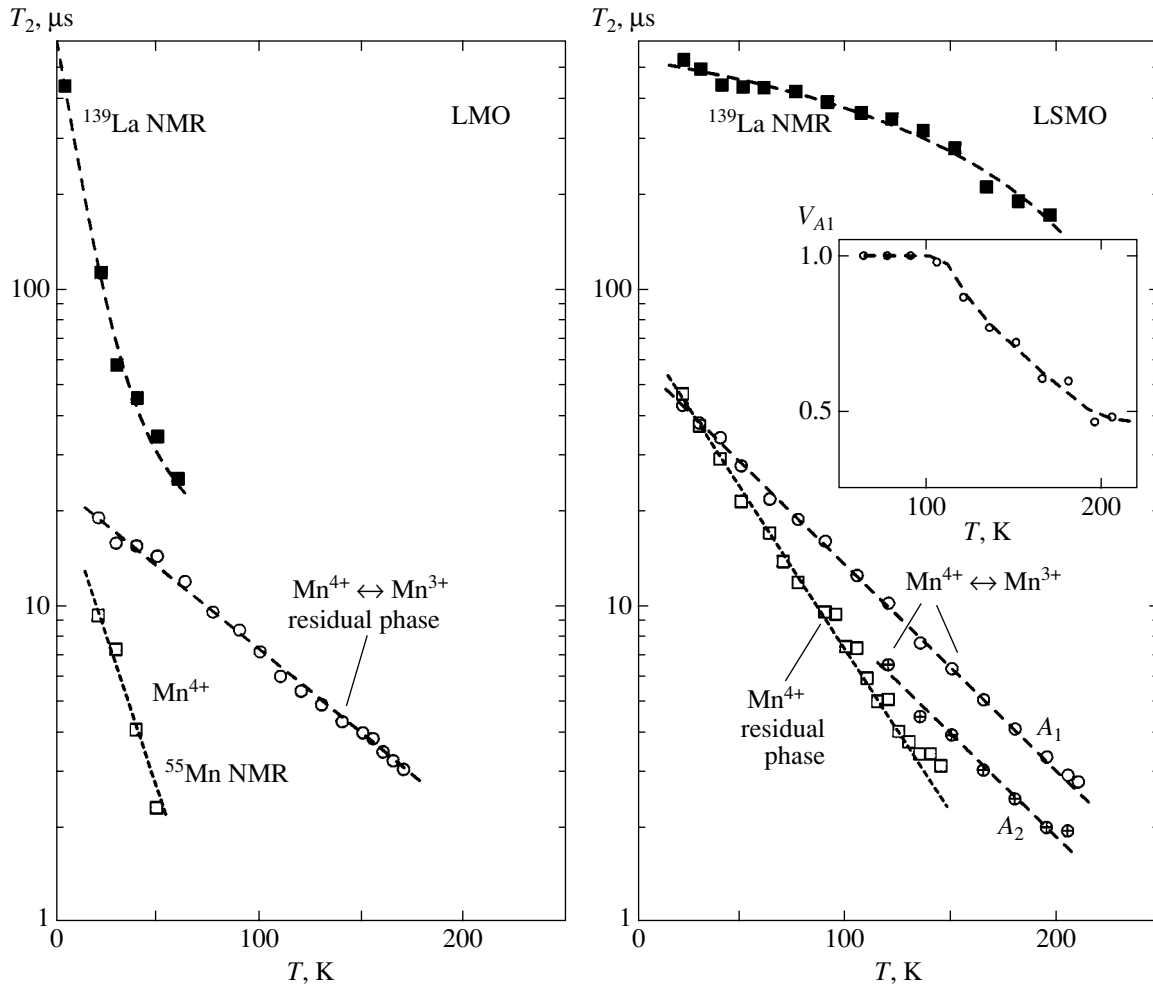 T₂, μs
¹³⁹La NMR
LMO
100
10
Mn⁴⁺ ↔ Mn³⁺
residual phase
Mn⁴⁺
⁵⁵Mn NMR
1
0
100
200
T, K
T₂, μs
¹³⁹La NMR
LSMO
V_A1
1.0
0.5
100
200
T, K
100
10
Mn⁴⁺ ↔ Mn³⁺
Mn⁴⁺
residual
phase
A₁
A₂
1
0
100
200
T, K